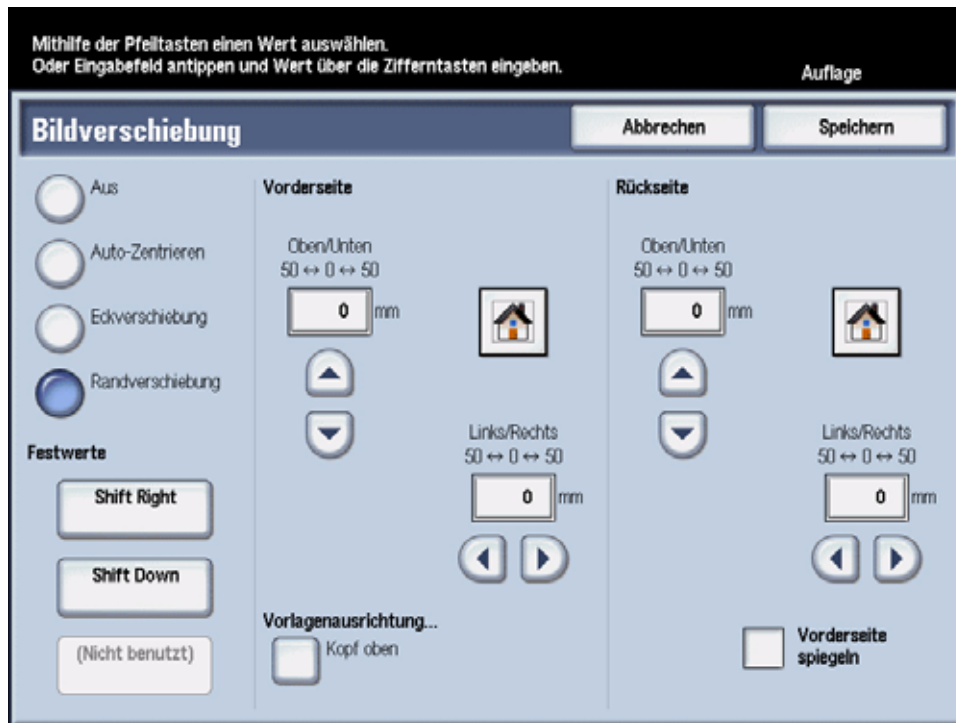 Mithilfe der Pfeiltasten einen Wert auswählen.
Oder Eingabefeld antippen und Wert über die Zifferntasten eingeben.
Auflage
Bildverschiebung
Abbrechen
Speichern
Aus
Auto-Zentrieren
Eckverschiebung
Randverschiebung
Festwerte
Shift Right
Shift Down
(Nicht benutzt)
Vorderseite
Oben/Unten
50 ↔ 0 ↔ 50
0 mm
Links/Rechts
50 ↔ 0 ↔ 50
0 mm
Vorlagenausrichtung...
Kopf oben
Rückseite
Oben/Unten
50 ↔ 0 ↔ 50
0 mm
Links/Rechts
50 ↔ 0 ↔ 50
0 mm
Vorderseite
spiegeln